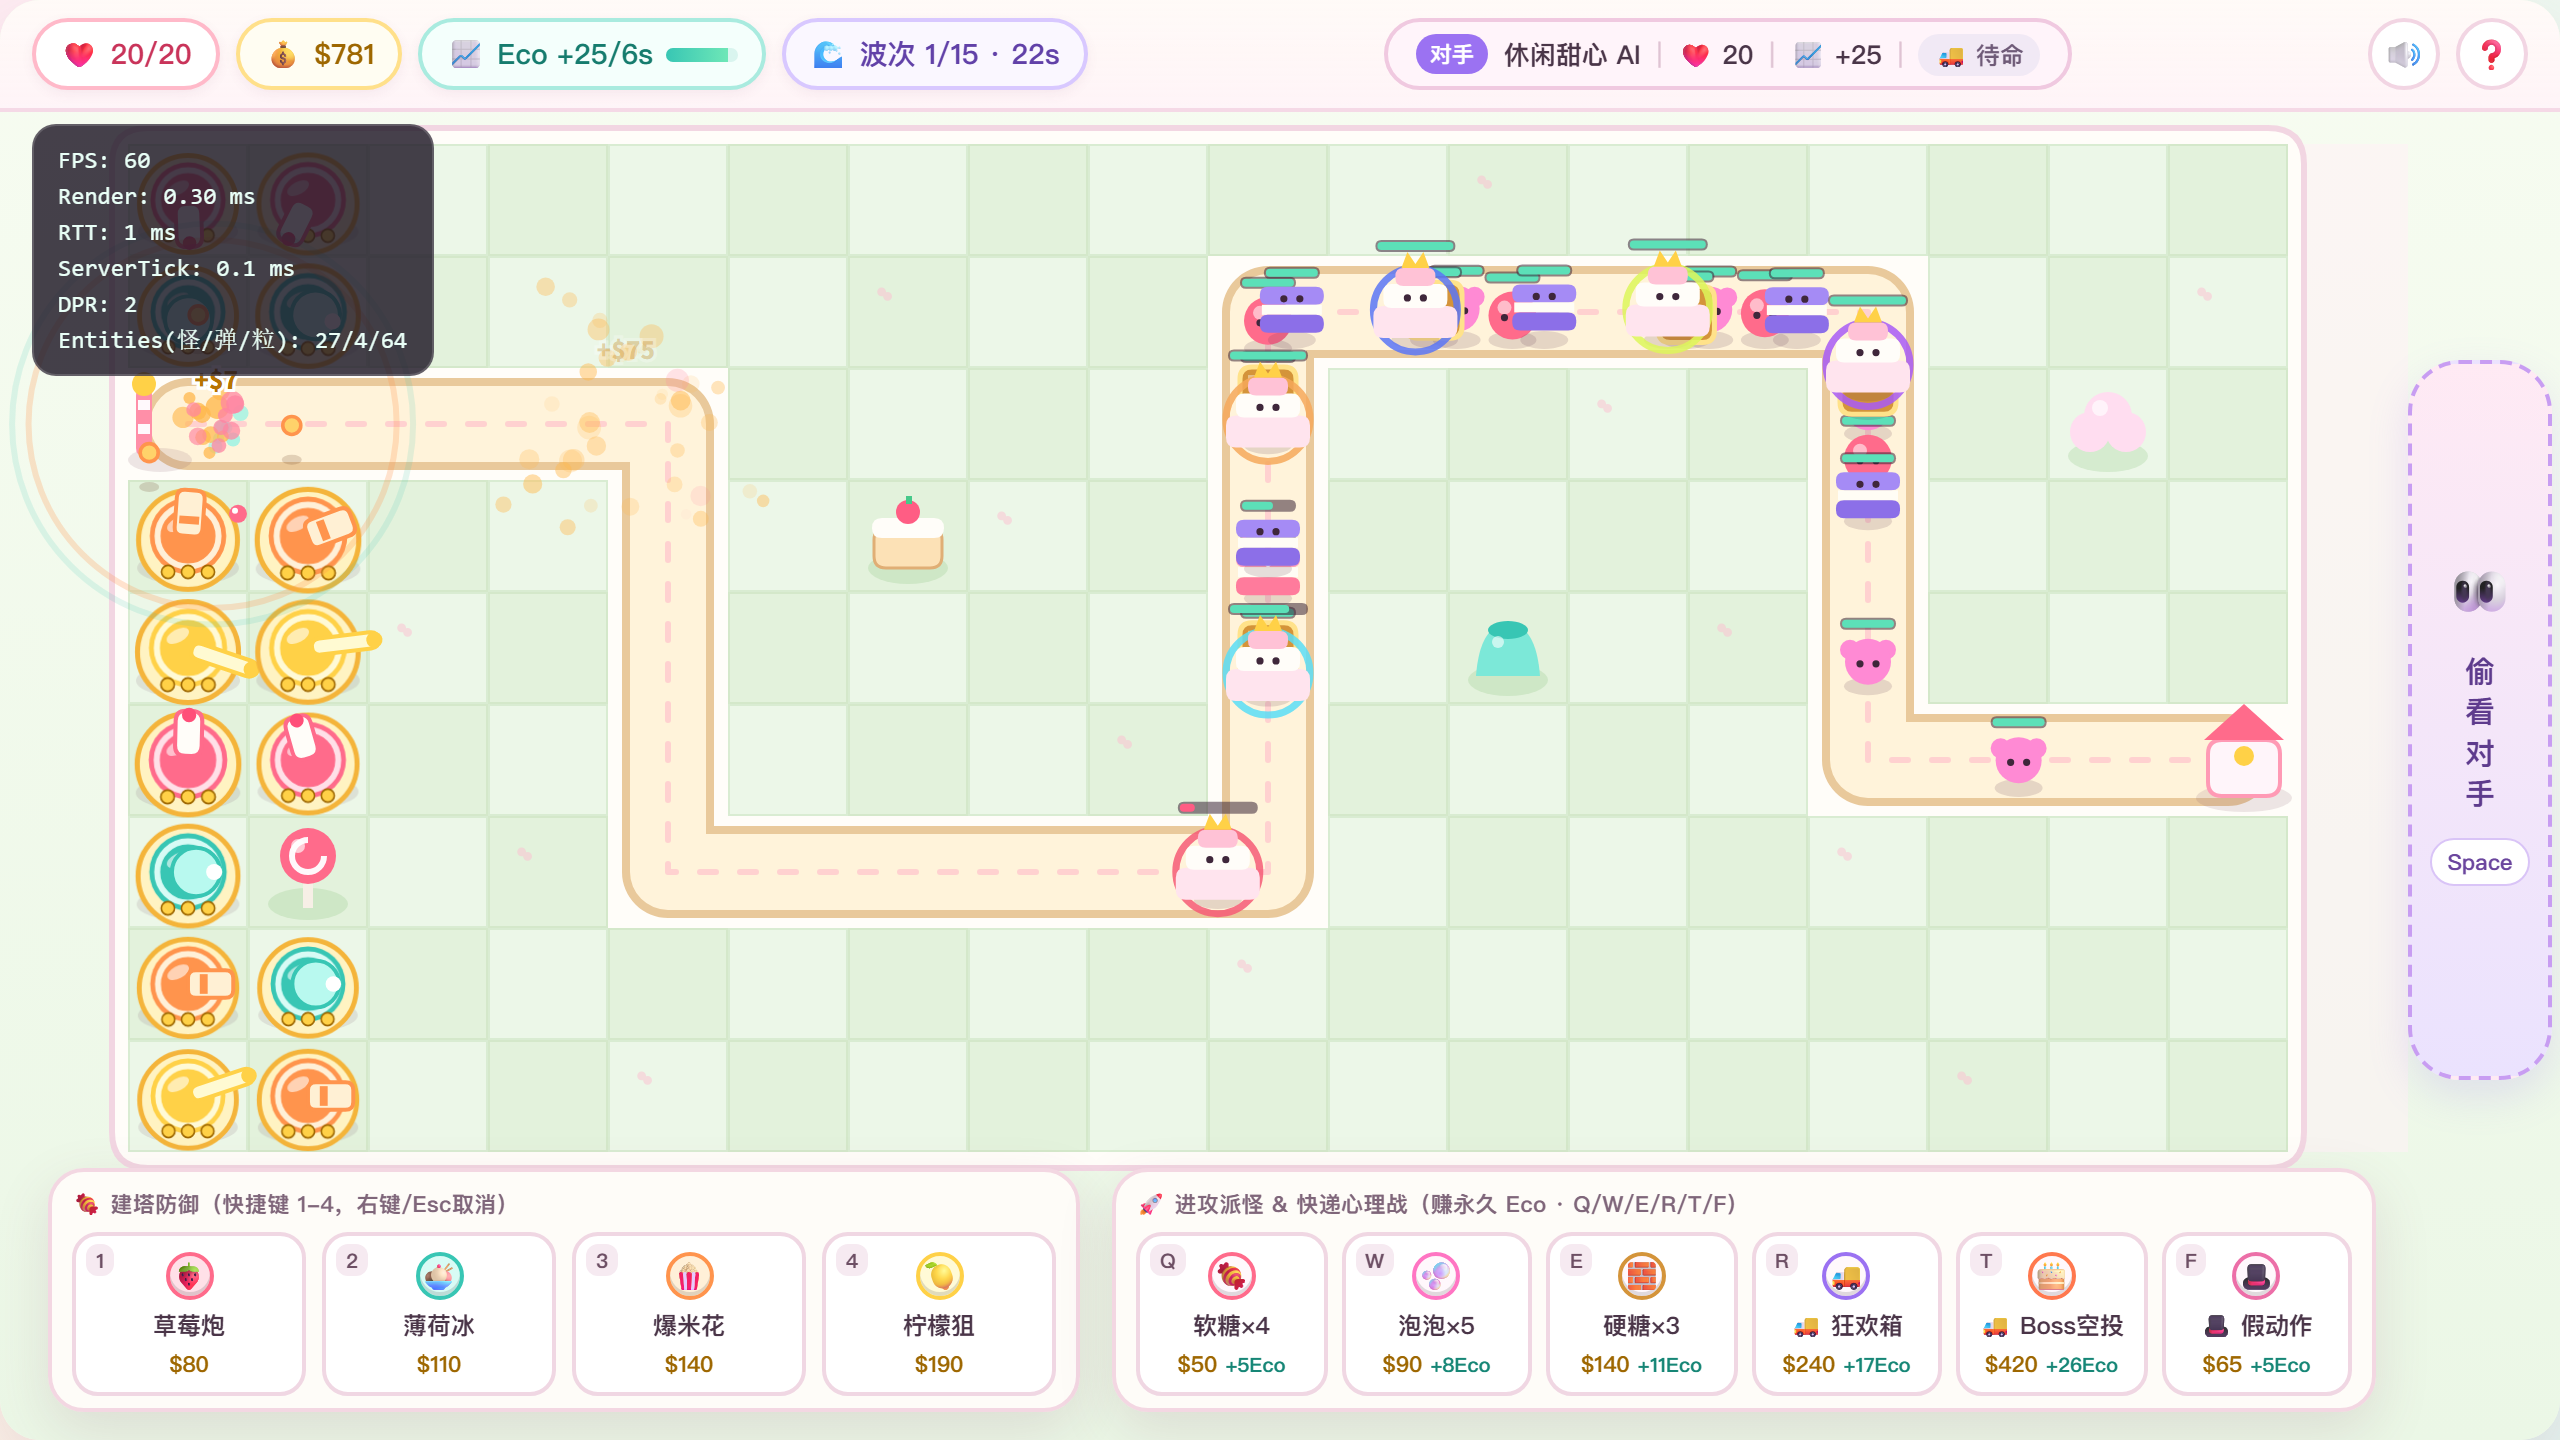 20/20
$781
Eco +25/6s
波次 1/15 · 22s
对手 休闲甜心 AI
20
+25
待命
FPS: 60
Render: 0.30 ms
RTT: 1 ms
ServerTick: 0.1 ms
DPR: 2
Entities(怪/弹/粒): 27/4/64
+$75
+$7
偷看对手
Space
建塔防御（快捷键 1–4，右键/Esc取消）
1
草莓炮
$80
2
薄荷冰
$110
3
爆米花
$140
4
柠檬狙
$190
进攻派怪 & 快递心理战（赚永久 Eco · Q/W/E/R/T/F）
Q
软糖×4
$50 +5Eco
W
泡泡×5
$90 +8Eco
E
硬糖×3
$140 +11Eco
R
狂欢箱
$240 +17Eco
T
Boss空投
$420 +26Eco
F
假动作
$65 +5Eco